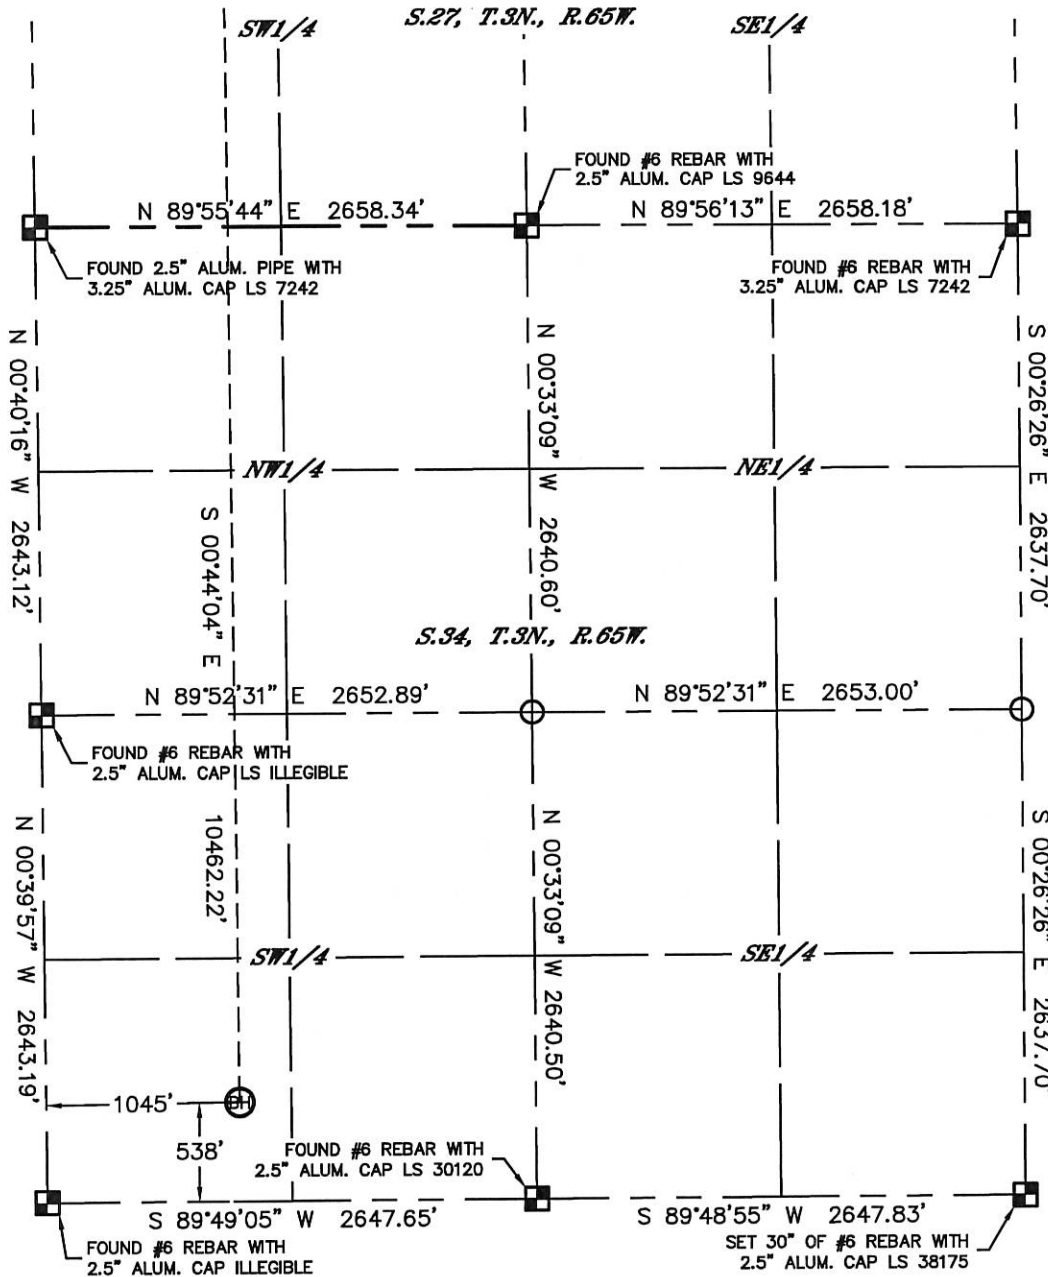 SW1/4
S.27, T.3N., R.65W.
SE1/4
FOUND #6 REBAR WITH
2.5" ALUM. CAP LS 9644
N 89°55'44" E 2658.34'
N 89°56'13" E 2658.18'
FOUND 2.5" ALUM. PIPE WITH
3.25" ALUM. CAP LS 7242
FOUND #6 REBAR WITH
3.25" ALUM. CAP LS 7242
N 00°40'16" W 2643.12'
N 00°33'09" W 2640.60'
S 00°26'26" E 2637.70'
NW1/4
NE1/4
S 00°44'04" E 10462.22'
S.34, T.3N., R.65W.
N 89°52'31" E 2652.89'
N 89°52'31" E 2653.00'
FOUND #6 REBAR WITH
2.5" ALUM. CAP LS ILLEGIBLE
N 00°39'57" W 2643.19'
N 00°33'09" W 2640.50'
S 00°26'26" E 2637.70'
SW1/4
SE1/4
1045'
BH
538'
FOUND #6 REBAR WITH
2.5" ALUM. CAP LS 30120
S 89°49'05" W 2647.65'
S 89°48'55" W 2647.83'
FOUND #6 REBAR WITH
2.5" ALUM. CAP ILLEGIBLE
SET 30" OF #6 REBAR WITH
2.5" ALUM. CAP LS 38175